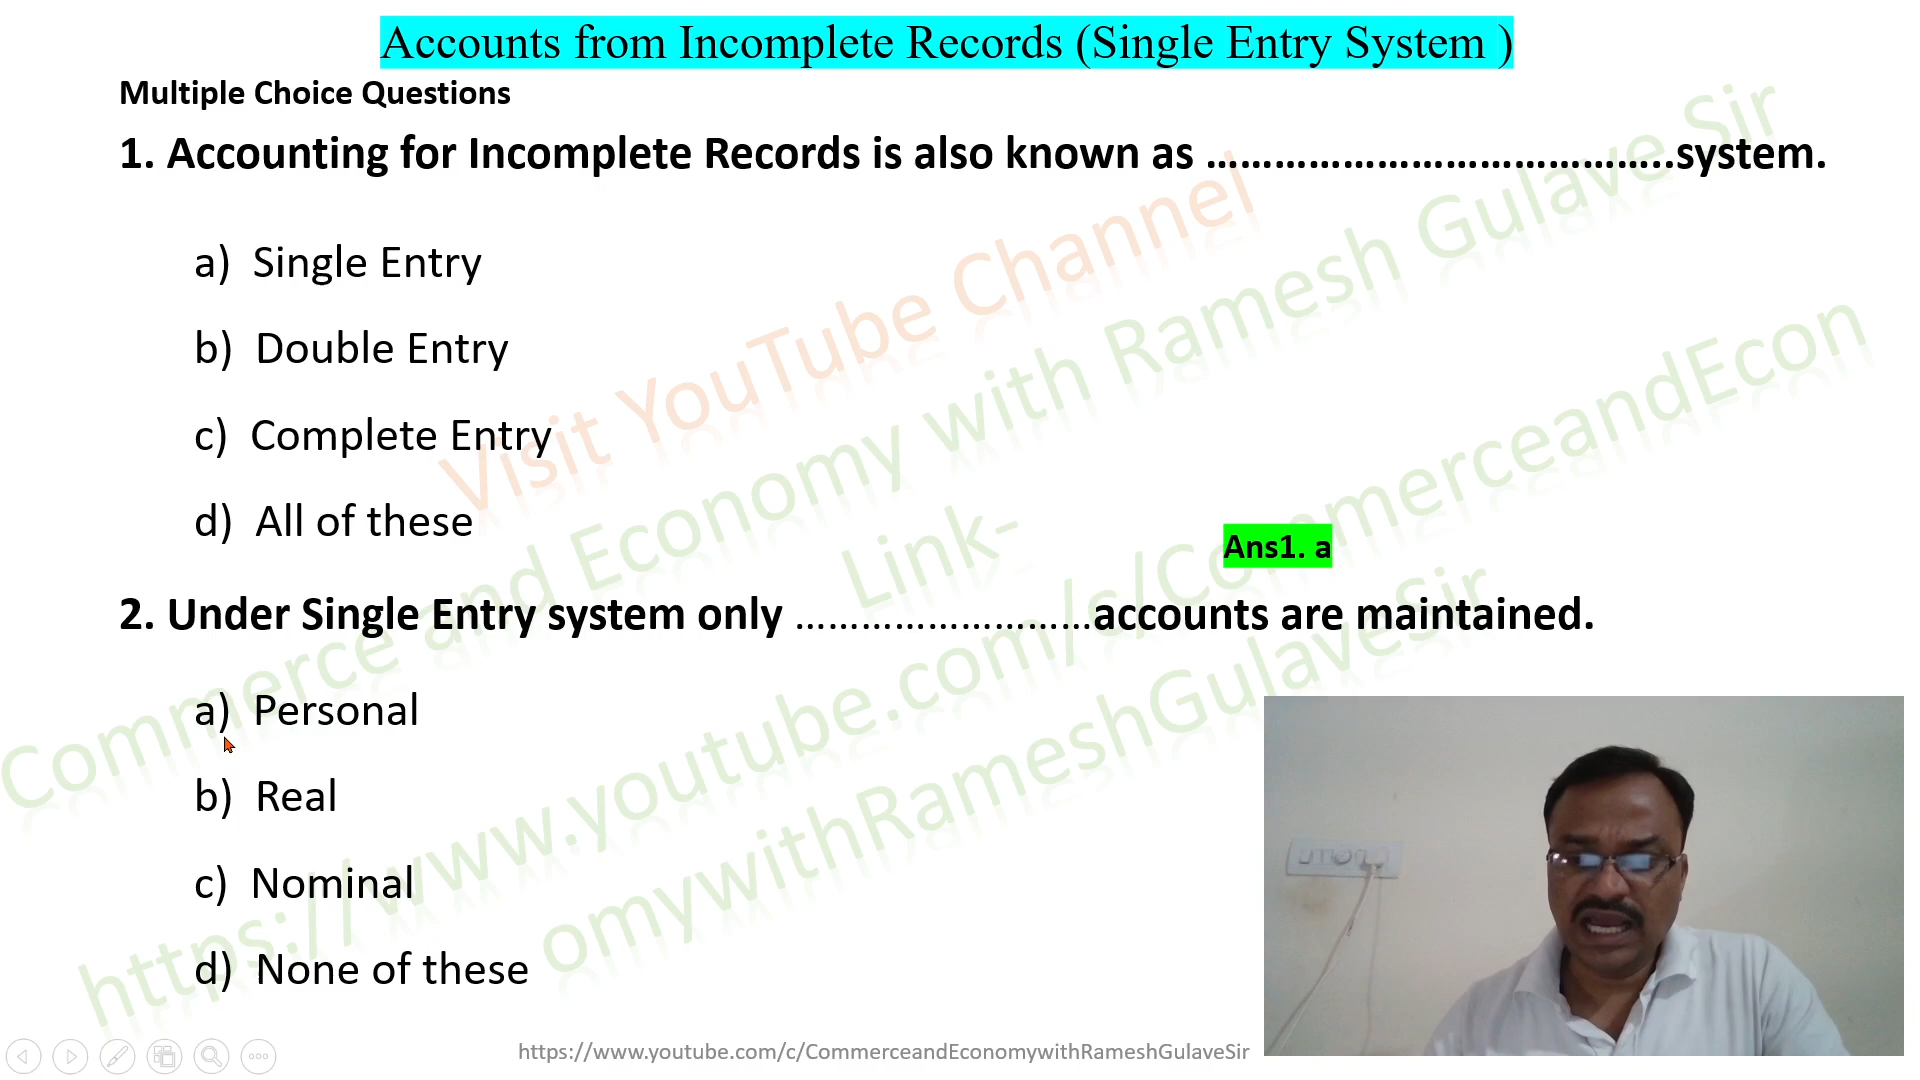 Accounts from Incomplete Records (Single Entry System )
Multiple Choice Questions
1. Accounting for Incomplete Records is also known as ……………………………………..system.
a) Single Entry
b) Double Entry
c) Complete Entry
d) All of these
Ans1. a
2. Under Single Entry system only ………………………accounts are maintained.
a) Personal
b) Real
c) Nominal
d) None of these
Visit YouTube Channel
Commerce and Economy with Ramesh Gulave Sir
Link-
https://www.youtube.com/c/CommerceandEcon
omywithRameshGulaveSir
https://www.youtube.com/c/CommerceandEconomywithRameshGulaveSir